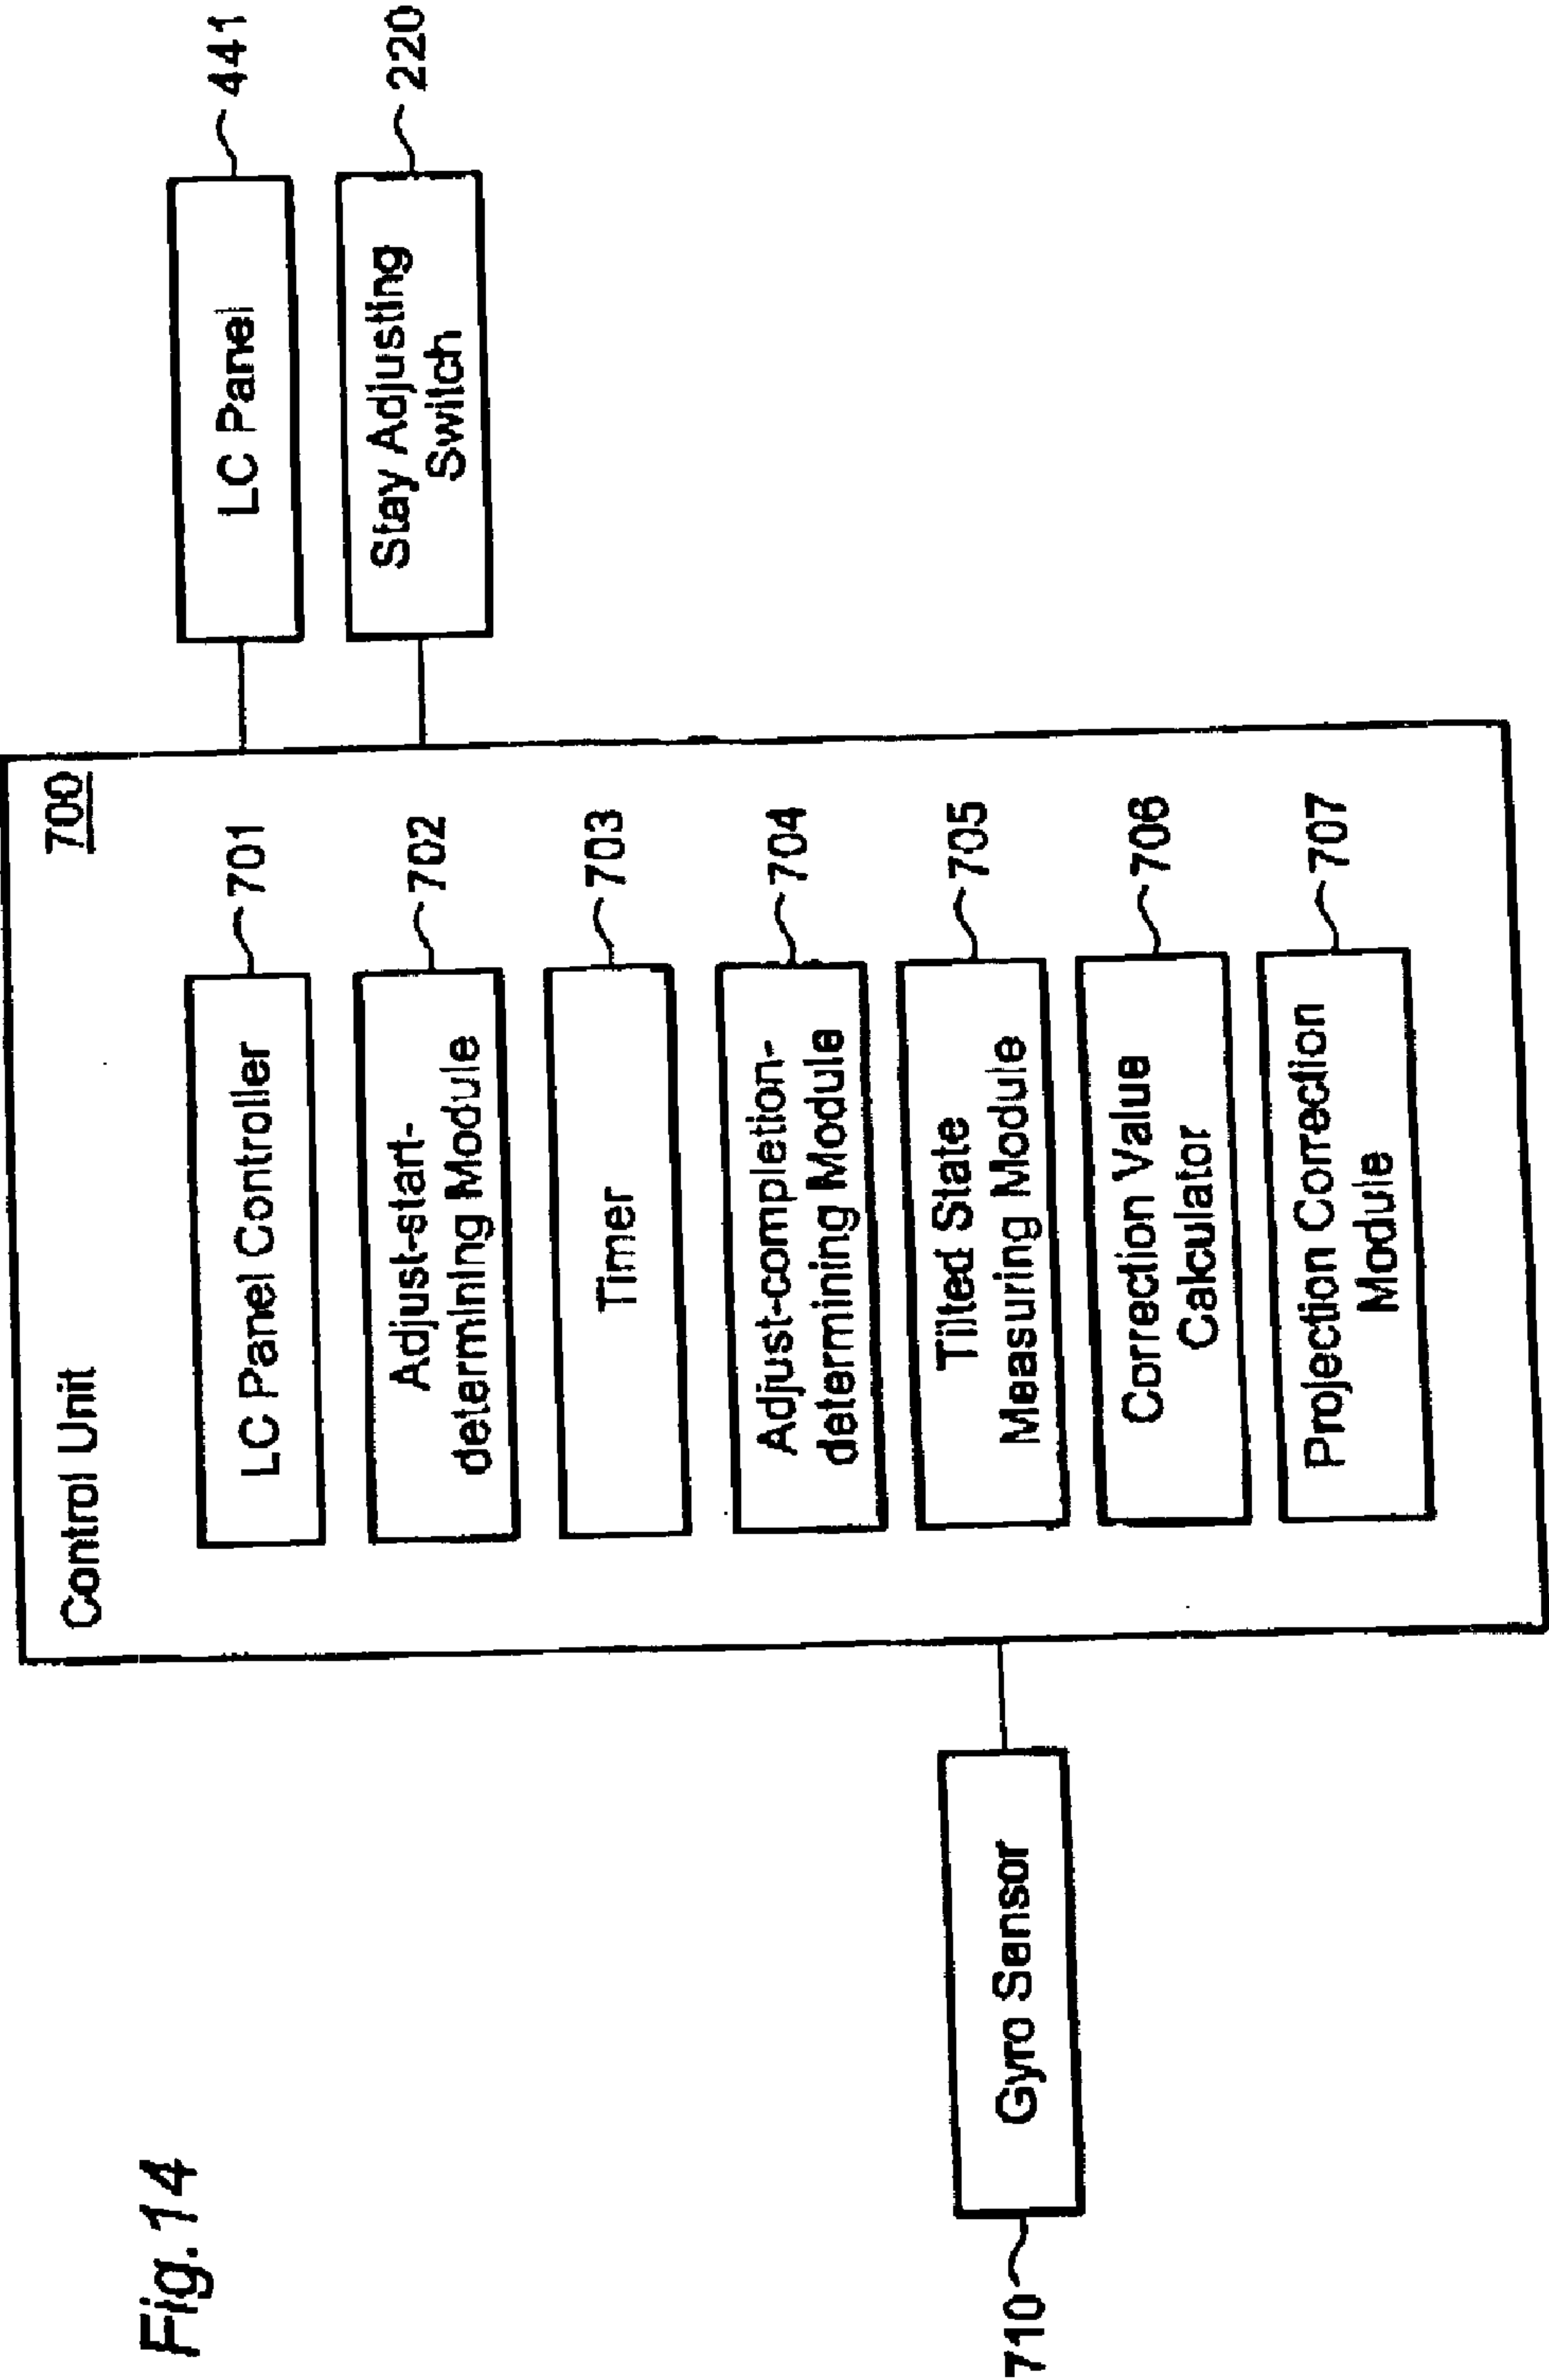 Fig.14
Control Unit
700
LC Panel Controller
701
Adjust-start-
determining Module
702
Timer
703
Adjust-completion-
determining Module
704
Tilted State
Measuring Module
705
Correction Value
Calculator
706
Projection Correction
Module
707
LC Panel
441
Stay Adjusting
Switch
220
710
Gyro Sensor